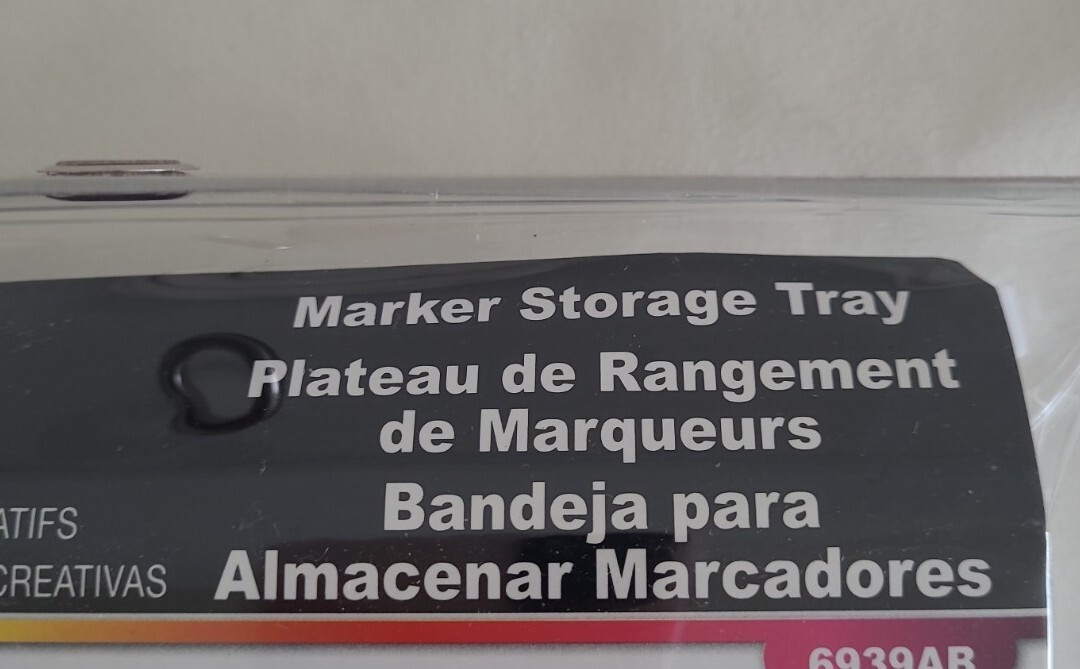 Marker Storage Tray
Plateau de Rangement
de Marqueurs
Bandeja para
Almacenar Marcadores
ATIFS
CREATIVAS
6939AB